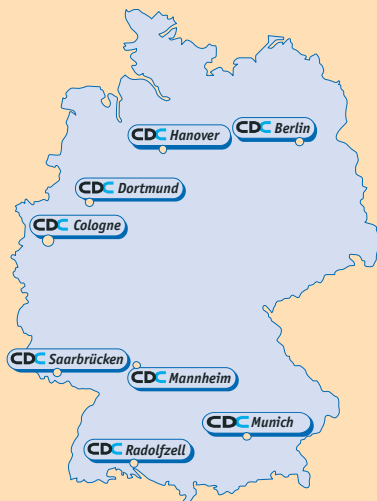 CDC Hanover
CDC Berlin
CDC Dortmund
CDC Cologne
CDC Saarbrücken
CDC Mannheim
CDC Munich
CDC Radolfzell